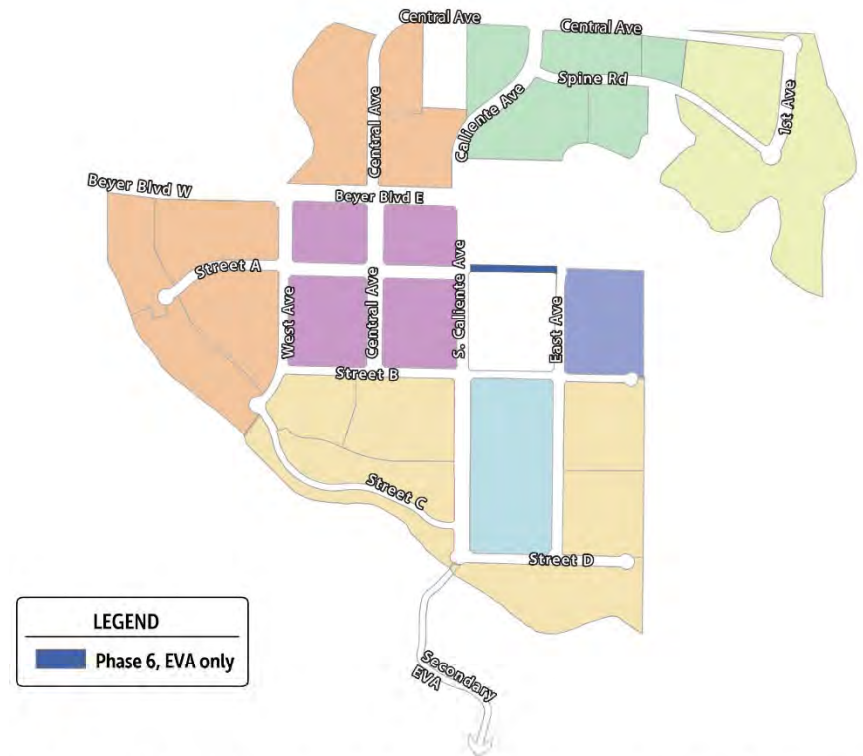 Central Ave
Central Ave
Spine Rd
Caliente Ave
1st Ave
Central Ave
Beyer Blvd W
Beyer Blvd E
Street A
West Ave
Central Ave
S. Caliente Ave
East Ave
Street B
Street C
Street D
Secondary
EVA
LEGEND
Phase 6, EVA only